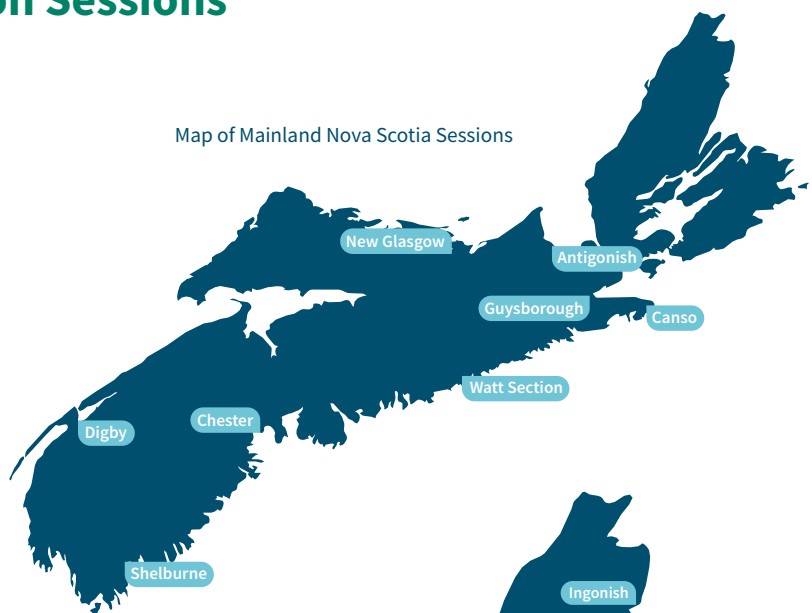 on Sessions
Map of Mainland Nova Scotia Sessions
New Glasgow
Antigonish
Guysborough
Canso
Watt Section
Chester
Digby
Shelburne
Ingonish